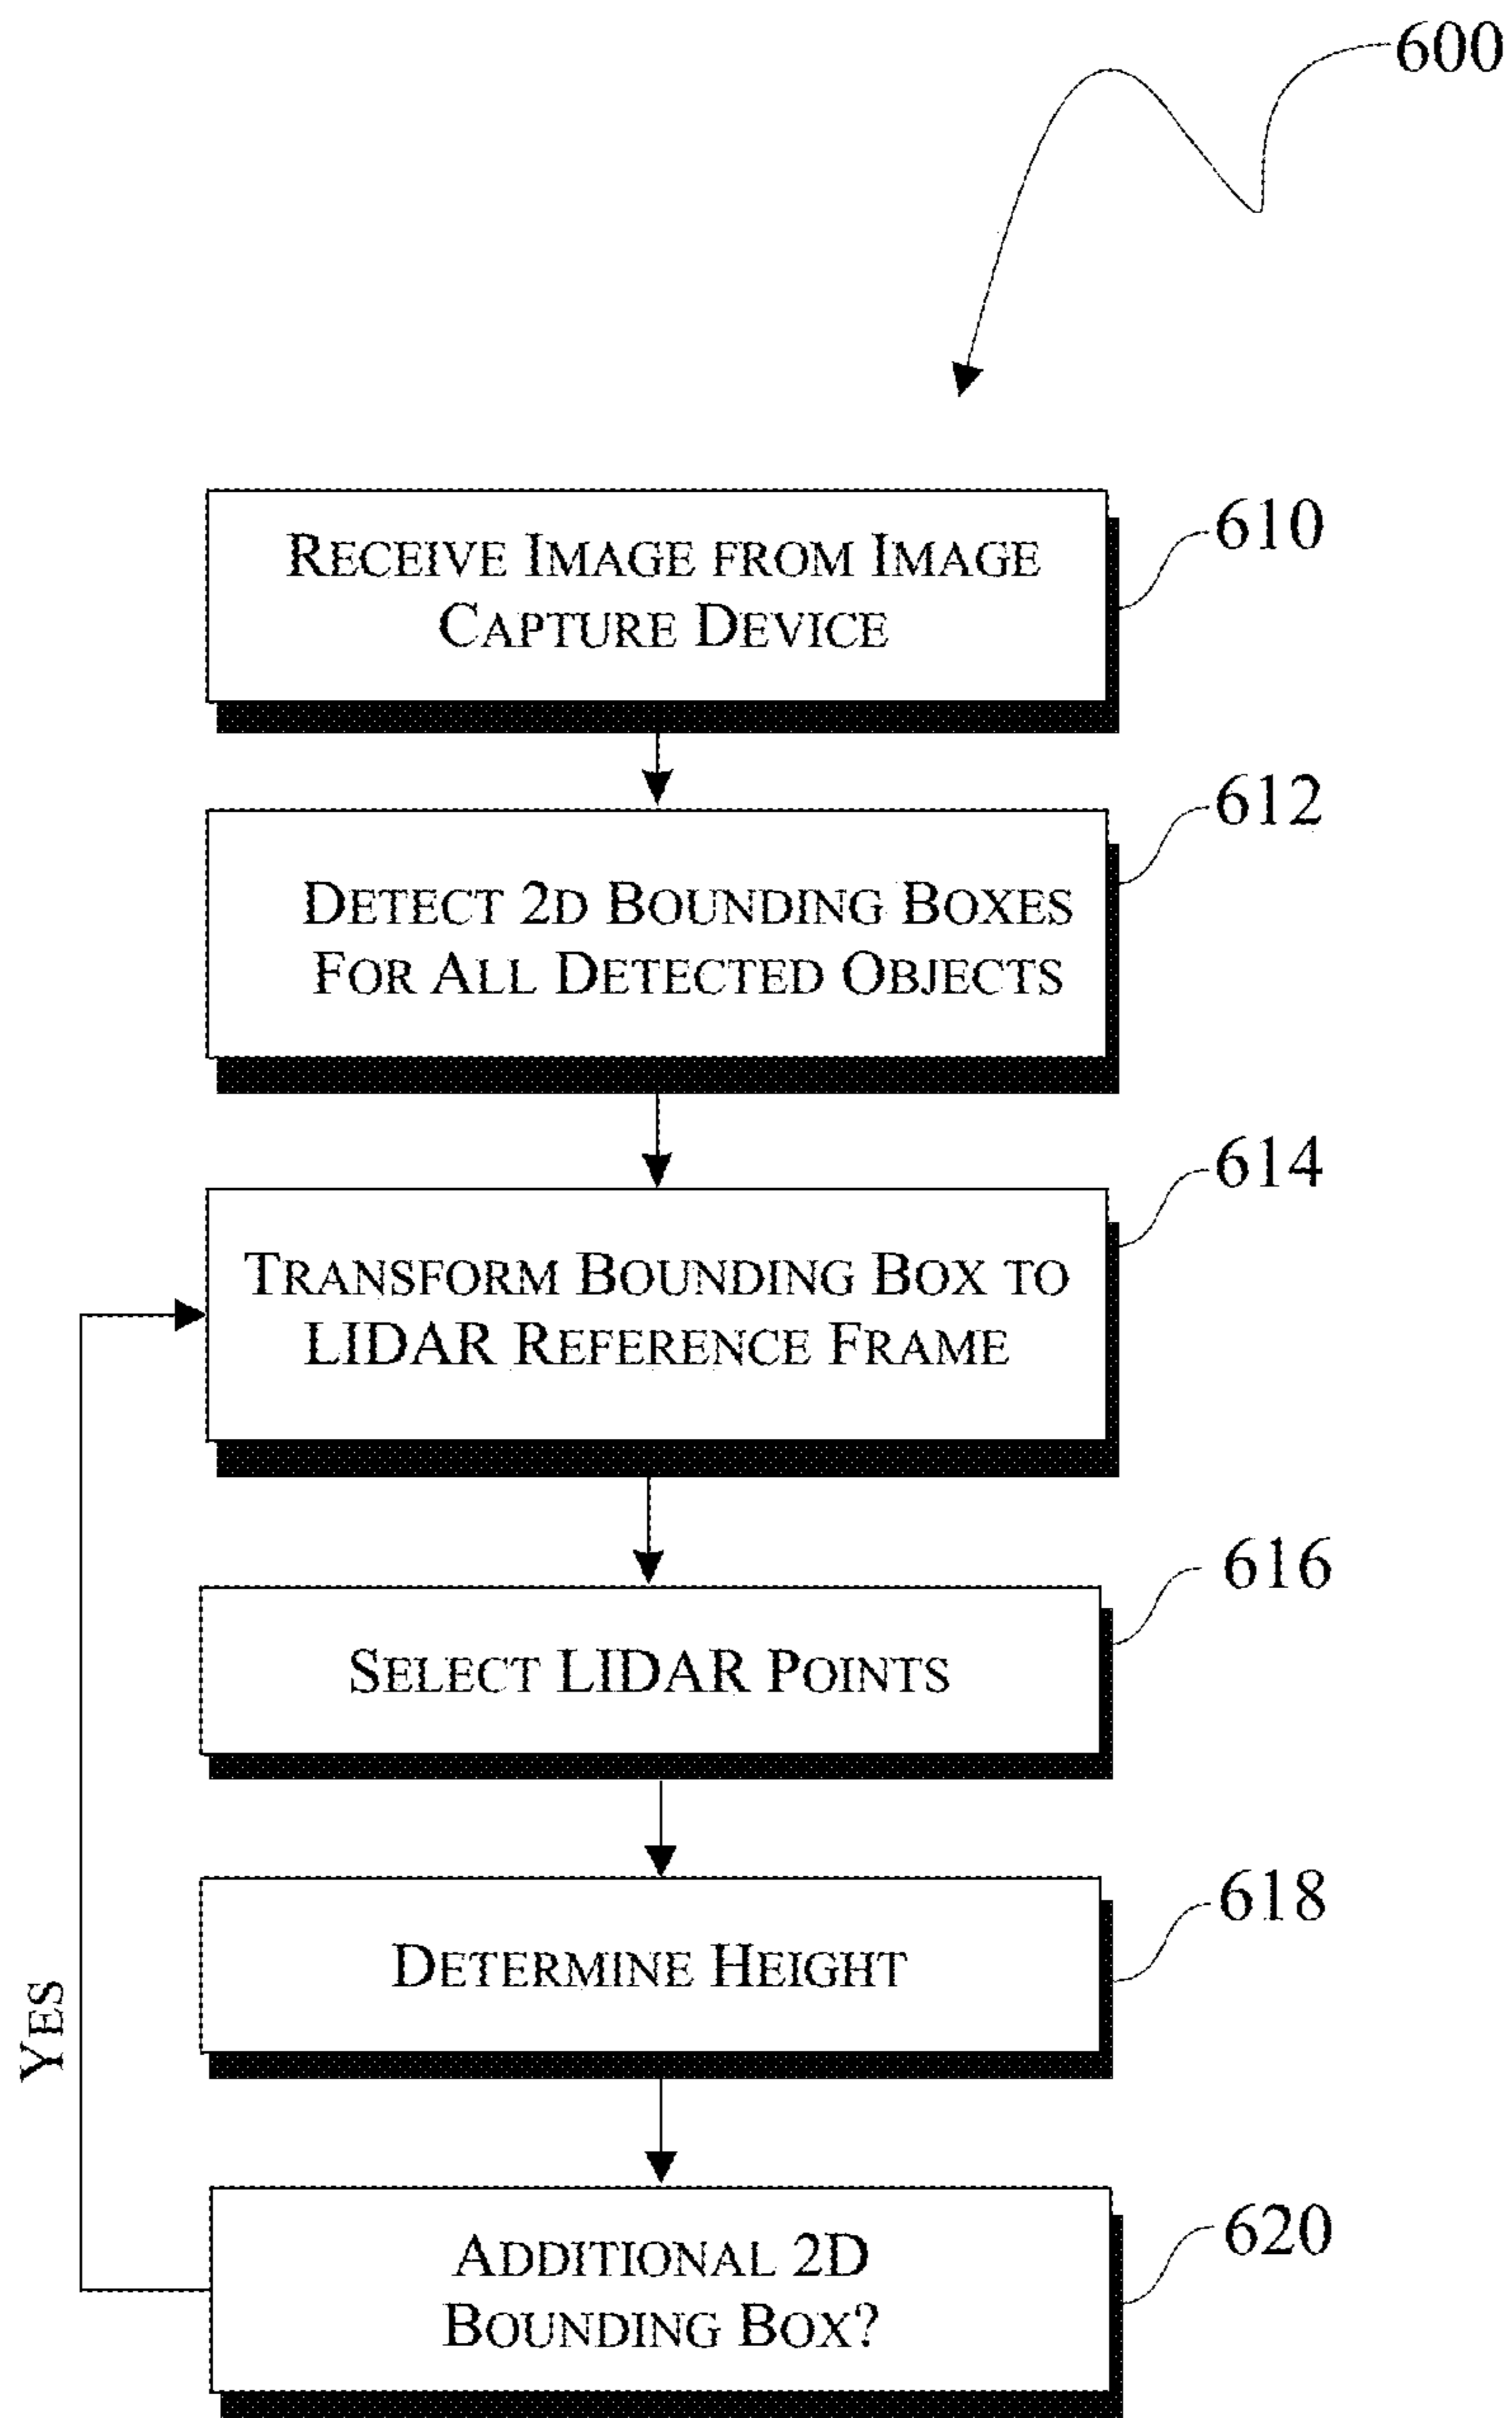 600
RECEIVE IMAGE FROM IMAGE
CAPTURE DEVICE
610
DETECT 2D BOUNDING BOXES
FOR ALL DETECTED OBJECTS
612
TRANSFORM BOUNDING BOX TO
LIDAR REFERENCE FRAME
614
SELECT LIDAR POINTS
616
DETERMINE HEIGHT
618
YES
ADDITIONAL 2D
BOUNDING BOX?
620